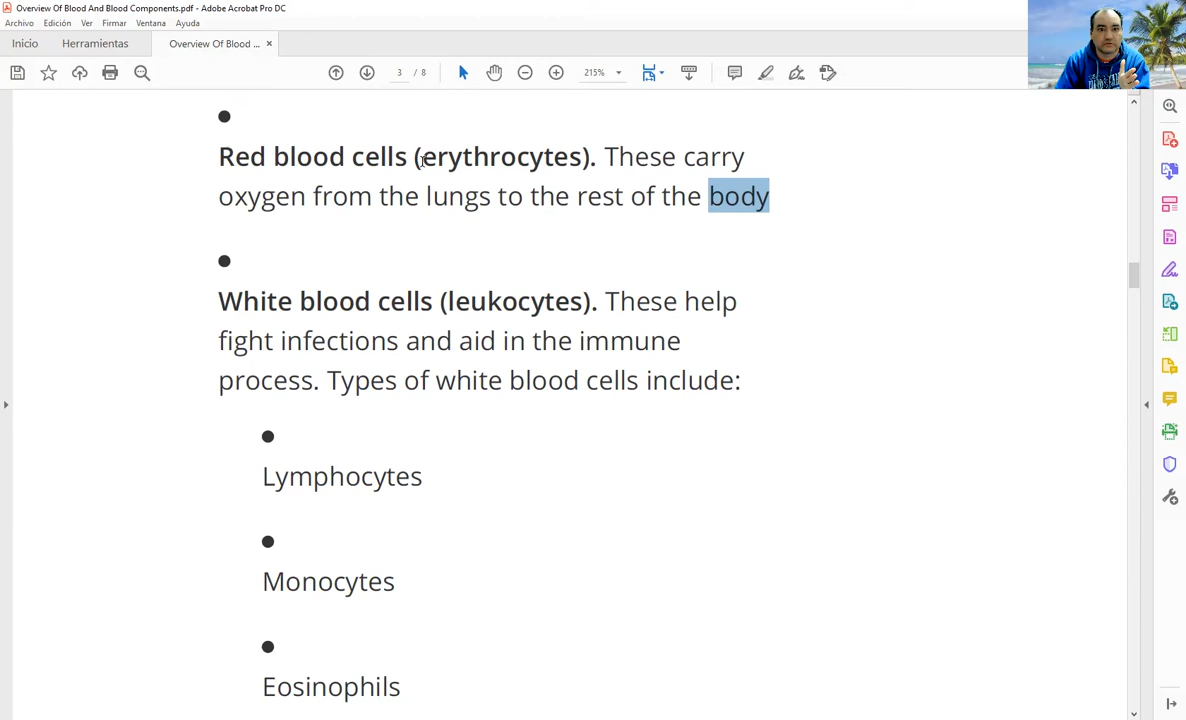 Overview Of Blood And Blood Components.pdf - Adobe Acrobat Pro DC
Archivo Edición Ver Firmar Ventana Ayuda
Inicio Herramientas Overview Of Blood ... ×
3 / 8 215%
•
Red blood cells (erythrocytes). These carry
oxygen from the lungs to the rest of the body
•
White blood cells (leukocytes). These help
fight infections and aid in the immune
process. Types of white blood cells include:
•
Lymphocytes
•
Monocytes
•
Eosinophils